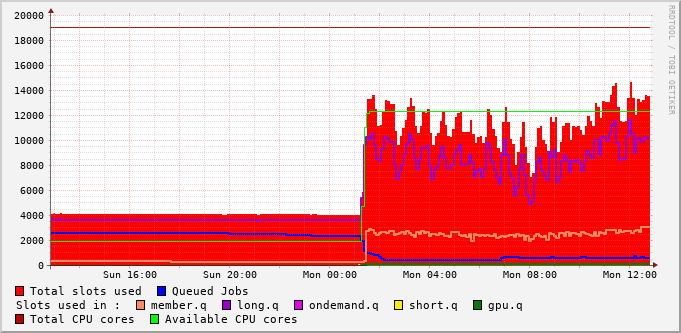 RRDTOOL / TOBI OETIKER
20000
18000
16000
14000
12000
10000
8000
6000
4000
2000
0
Sun 16:00 Sun 20:00 Mon 00:00 Mon 04:00 Mon 08:00 Mon 12:00
Total slots used Queued Jobs
Slots used in : member.q long.q ondemand.q short.q gpu.q
Total CPU cores Available CPU cores